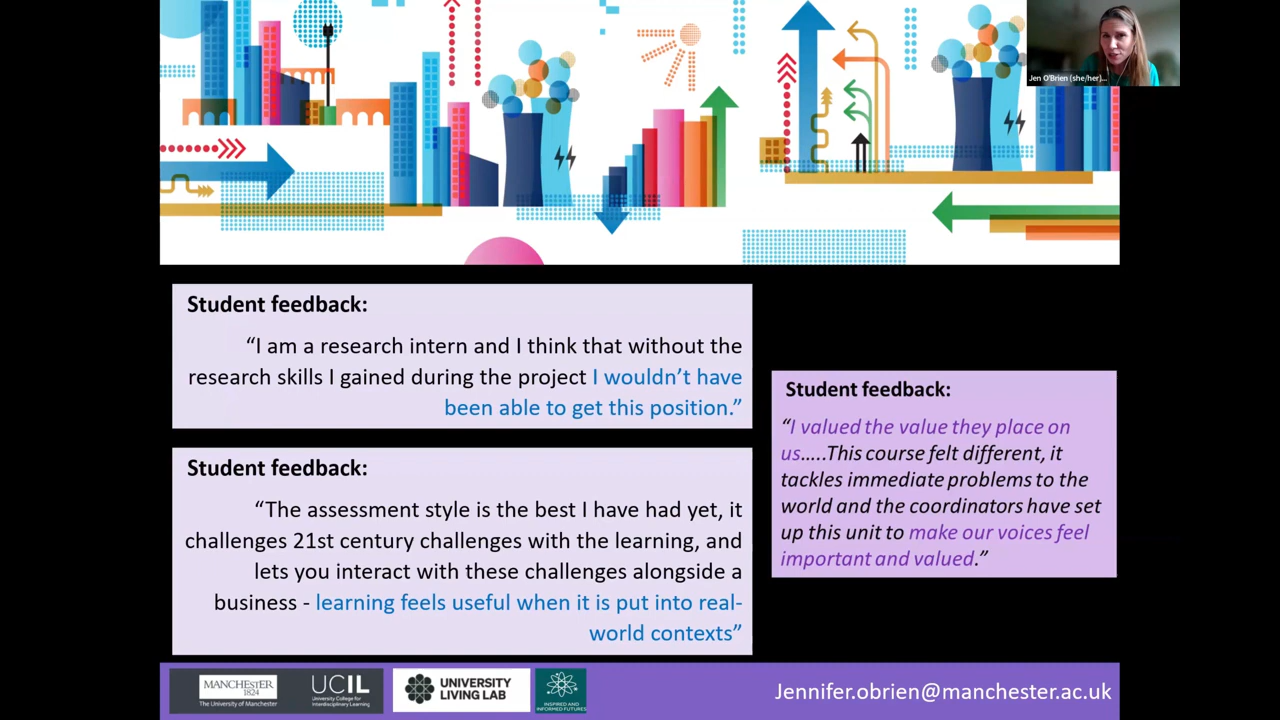 Jen O'Brien (she/her)...
Student feedback:
“I am a research intern and I think that without the
research skills I gained during the project I wouldn’t have
been able to get this position.”
Student feedback:
“The assessment style is the best I have had yet, it
challenges 21st century challenges with the learning, and
lets you interact with these challenges alongside a
business - learning feels useful when it is put into real-
world contexts”
Student feedback:
“I valued the value they place on
us…..This course felt different, it
tackles immediate problems to the
world and the coordinators have set
up this unit to make our voices feel
important and valued.”
MANCHESTER
1824
The University of Manchester
UCIL
University College for
Interdisciplinary Learning
UNIVERSITY
LIVING LAB
INSPIRED AND
INFORMED FUTURES
Jennifer.obrien@manchester.ac.uk